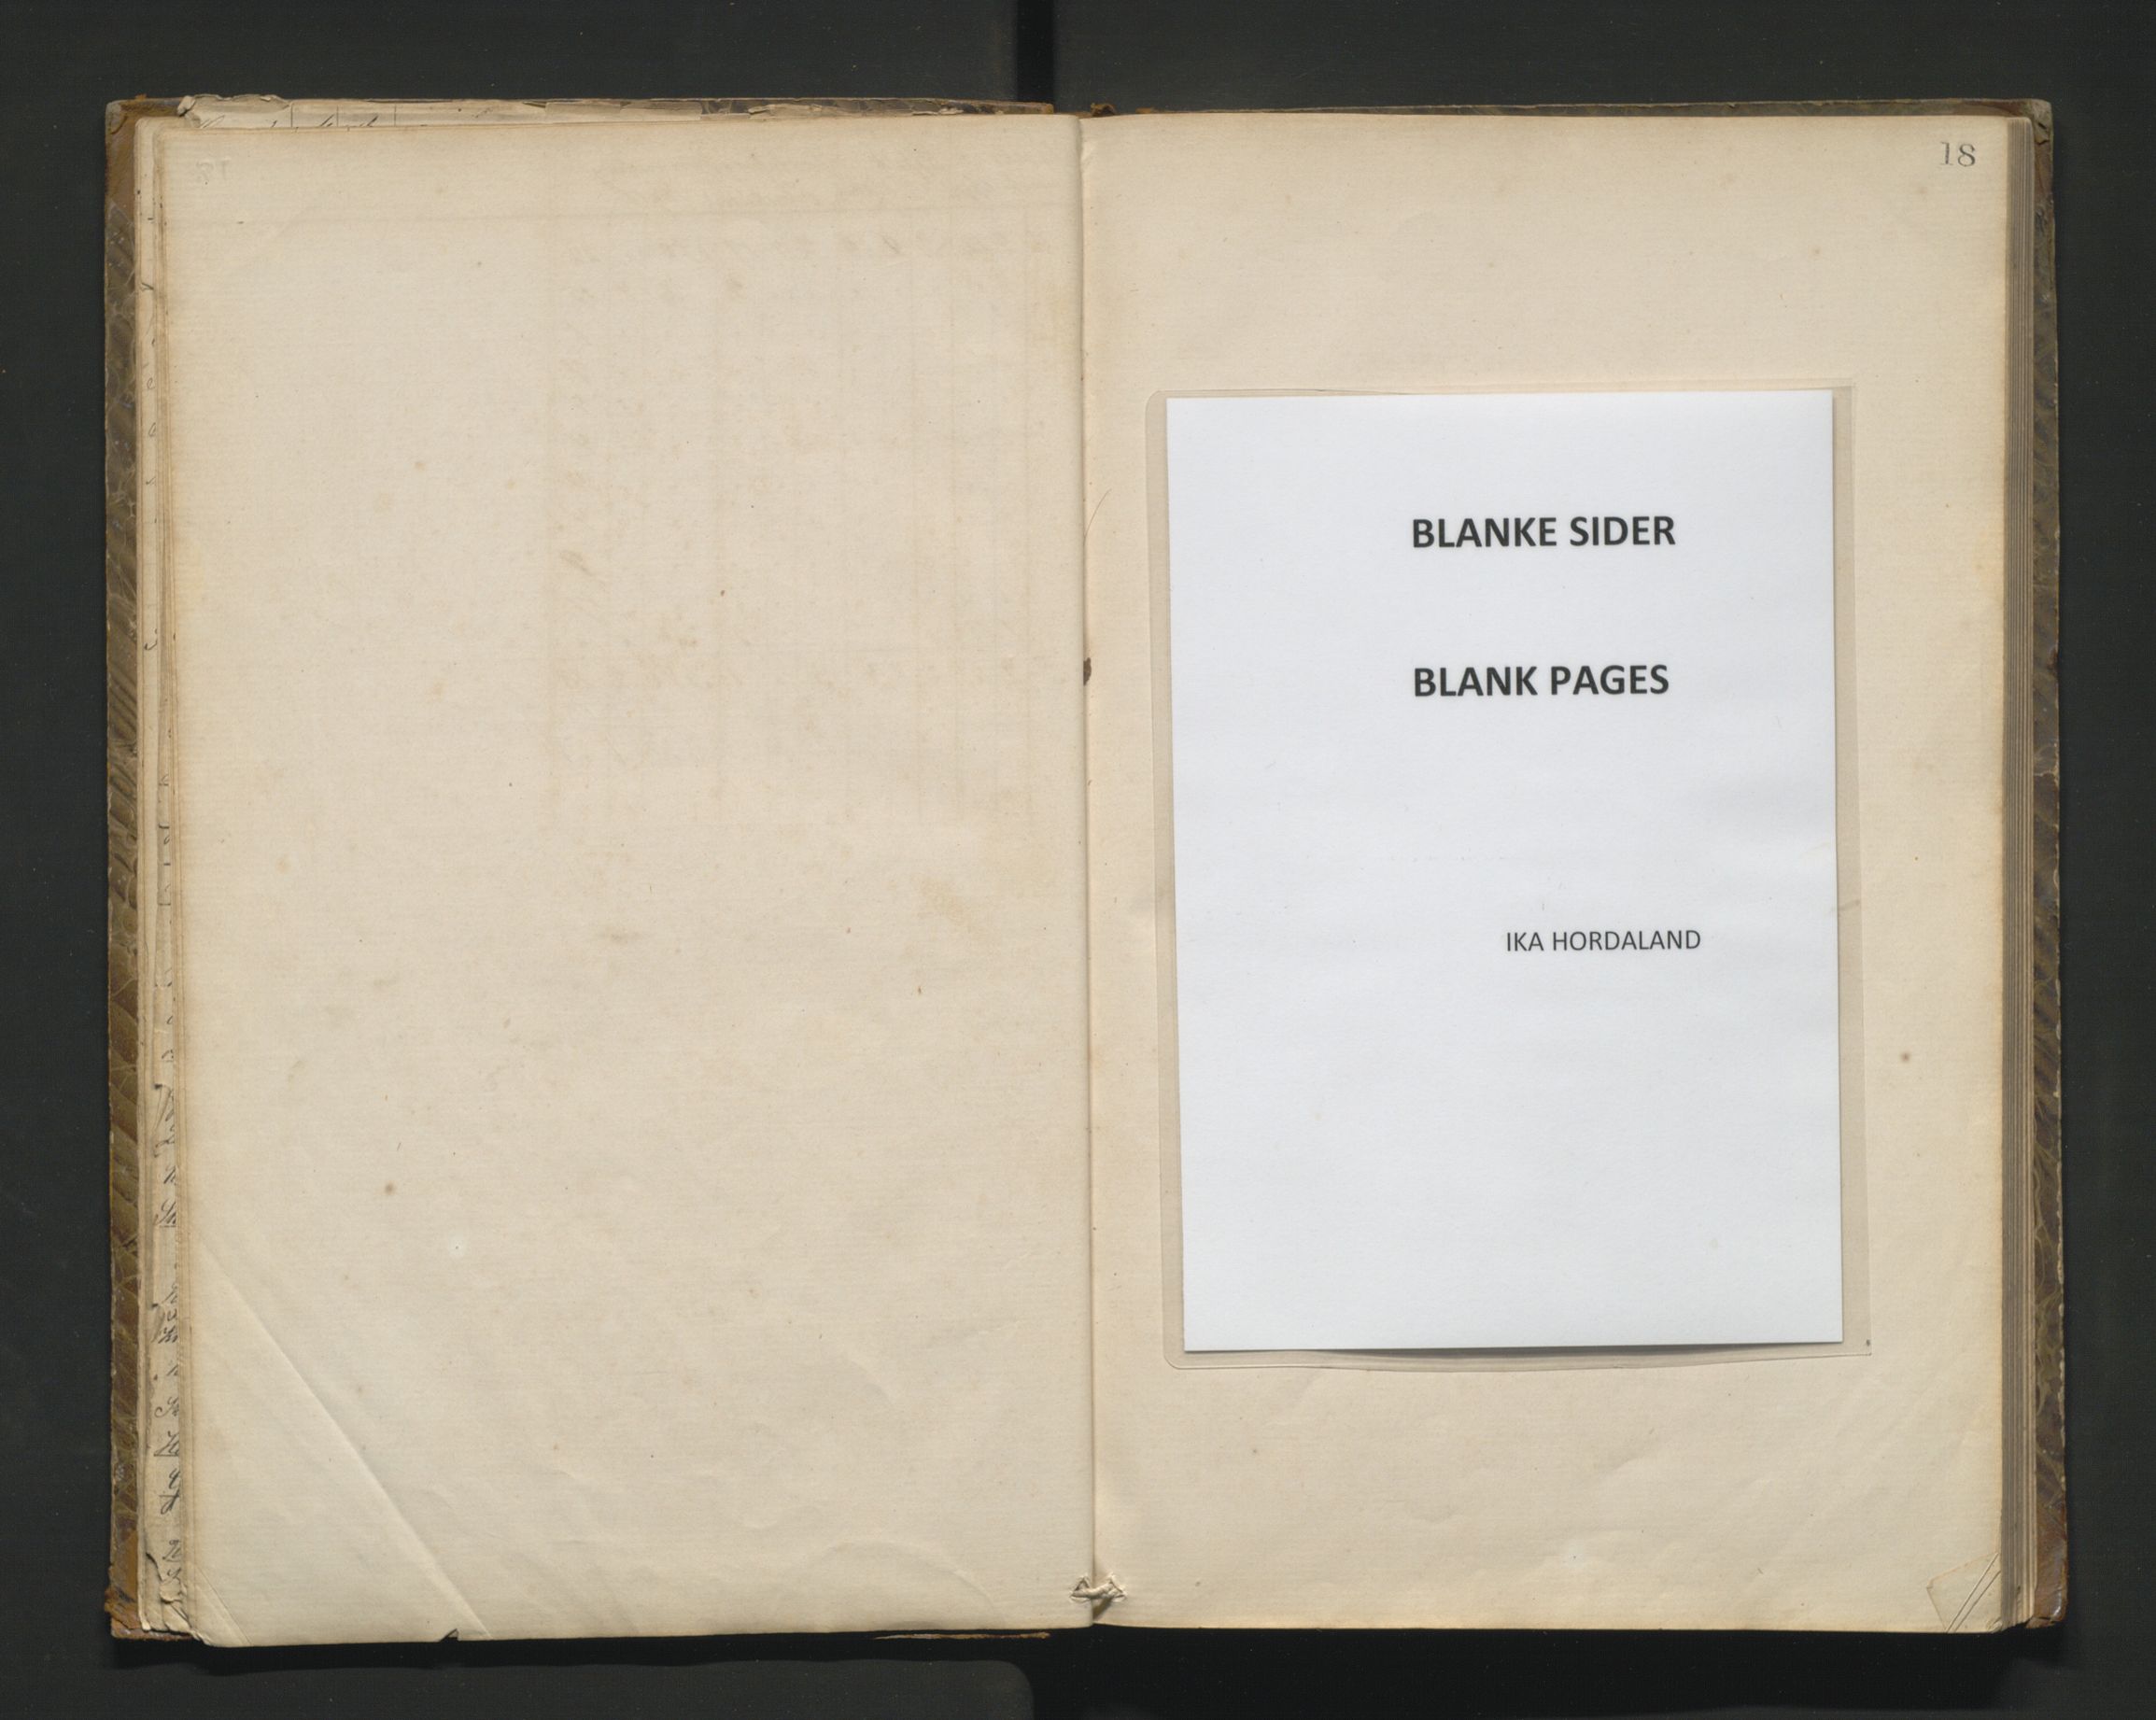 18
BLANKE SIDER
BLANK PAGES
IKA HORDALAND